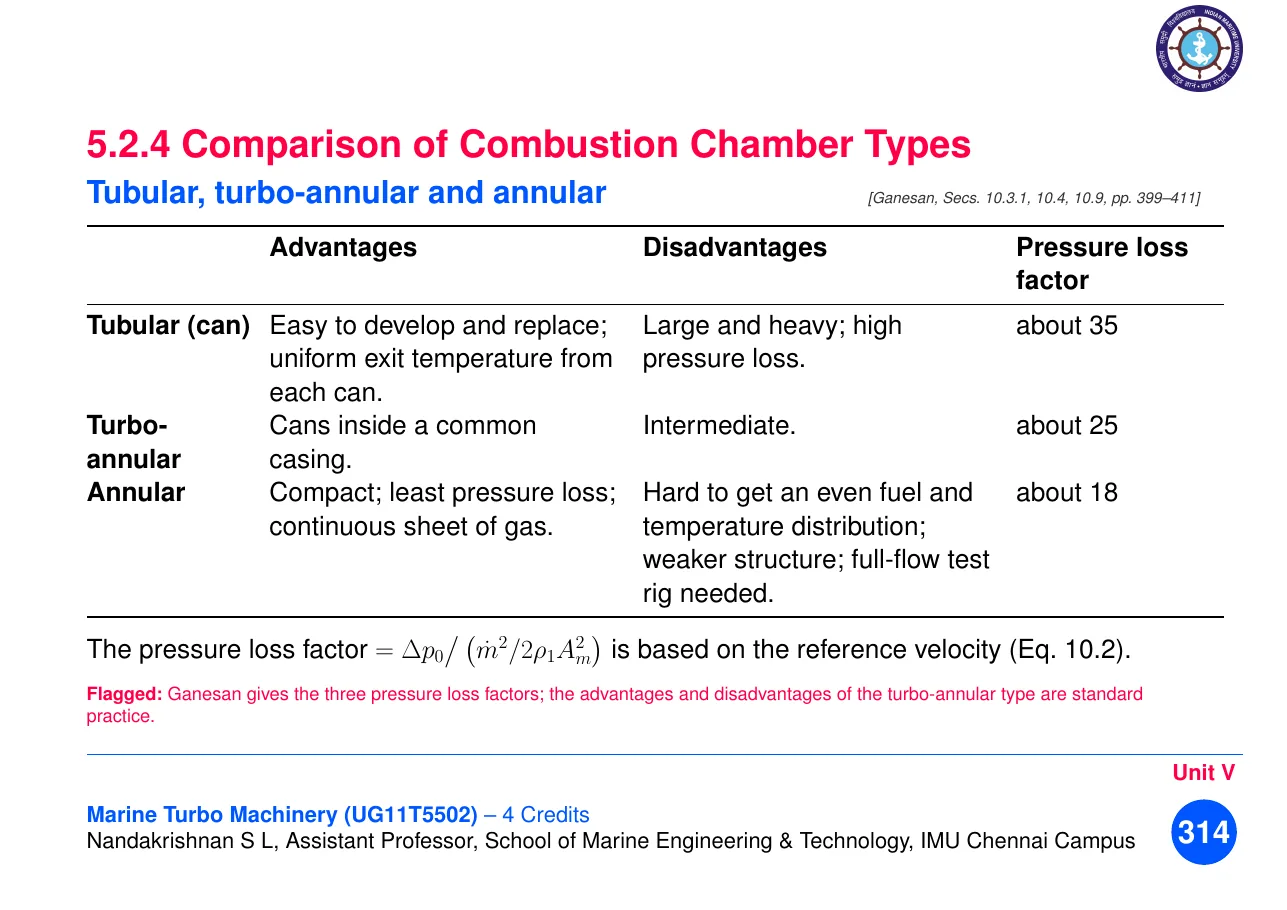 INDIAN MARITIME UNIVERSITY
5.2.4 Comparison of Combustion Chamber Types
Tubular, turbo-annular and annular [Ganesan, Secs. 10.3.1, 10.4, 10.9, pp. 399–411]
Advantages Disadvantages Pressure loss
factor
Tubular (can) Easy to develop and replace; Large and heavy; high about 35
uniform exit temperature from pressure loss.
each can.
Turbo- Cans inside a common Intermediate. about 25
annular casing.
Annular Compact; least pressure loss; Hard to get an even fuel and about 18
continuous sheet of gas. temperature distribution;
weaker structure; full-flow test
rig needed.
The pressure loss factor = Δp₀/ (ṁ²/2ρ₁A²ₘ) is based on the reference velocity (Eq. 10.2).
Flagged: Ganesan gives the three pressure loss factors; the advantages and disadvantages of the turbo-annular type are standard
practice.
Unit V
Marine Turbo Machinery (UG11T5502) – 4 Credits
Nandakrishnan S L, Assistant Professor, School of Marine Engineering & Technology, IMU Chennai Campus
314